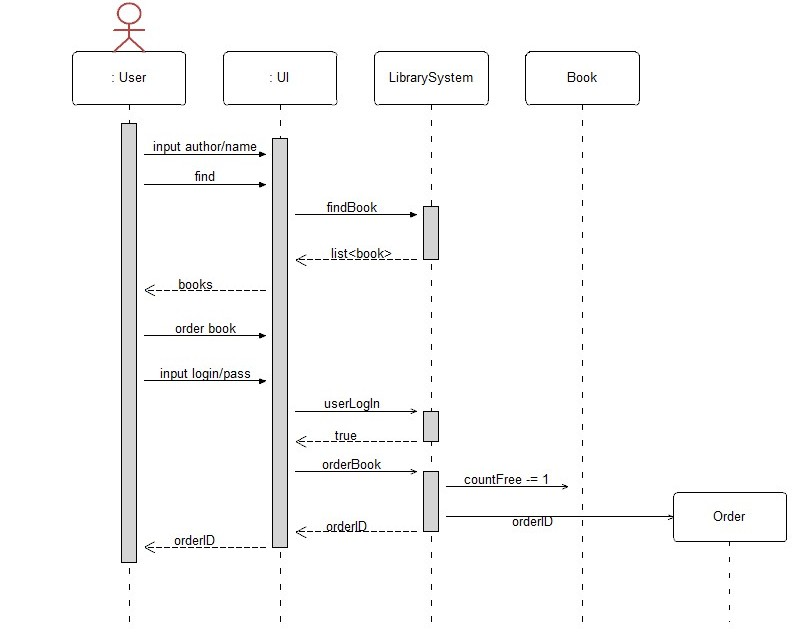 : User
: UI
LibrarySystem
Book
input author/name
find
findBook
list<book>
books
order book
input login/pass
userLogIn
true
orderBook
countFree -= 1
Order
orderID
orderID
orderID